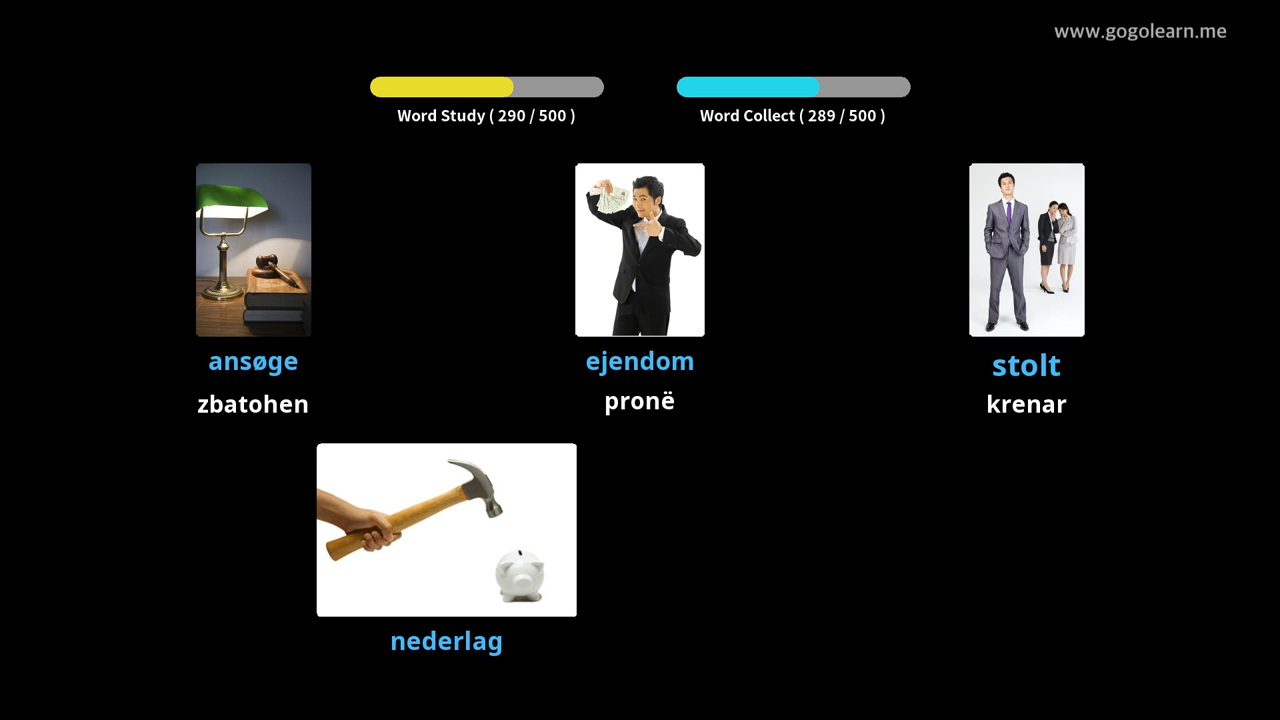 www.gogolearn.me
Word Study ( 290 / 500 )
Word Collect ( 289 / 500 )
ansøge
ejendom
stolt
zbatohen
pronë
krenar
nederlag